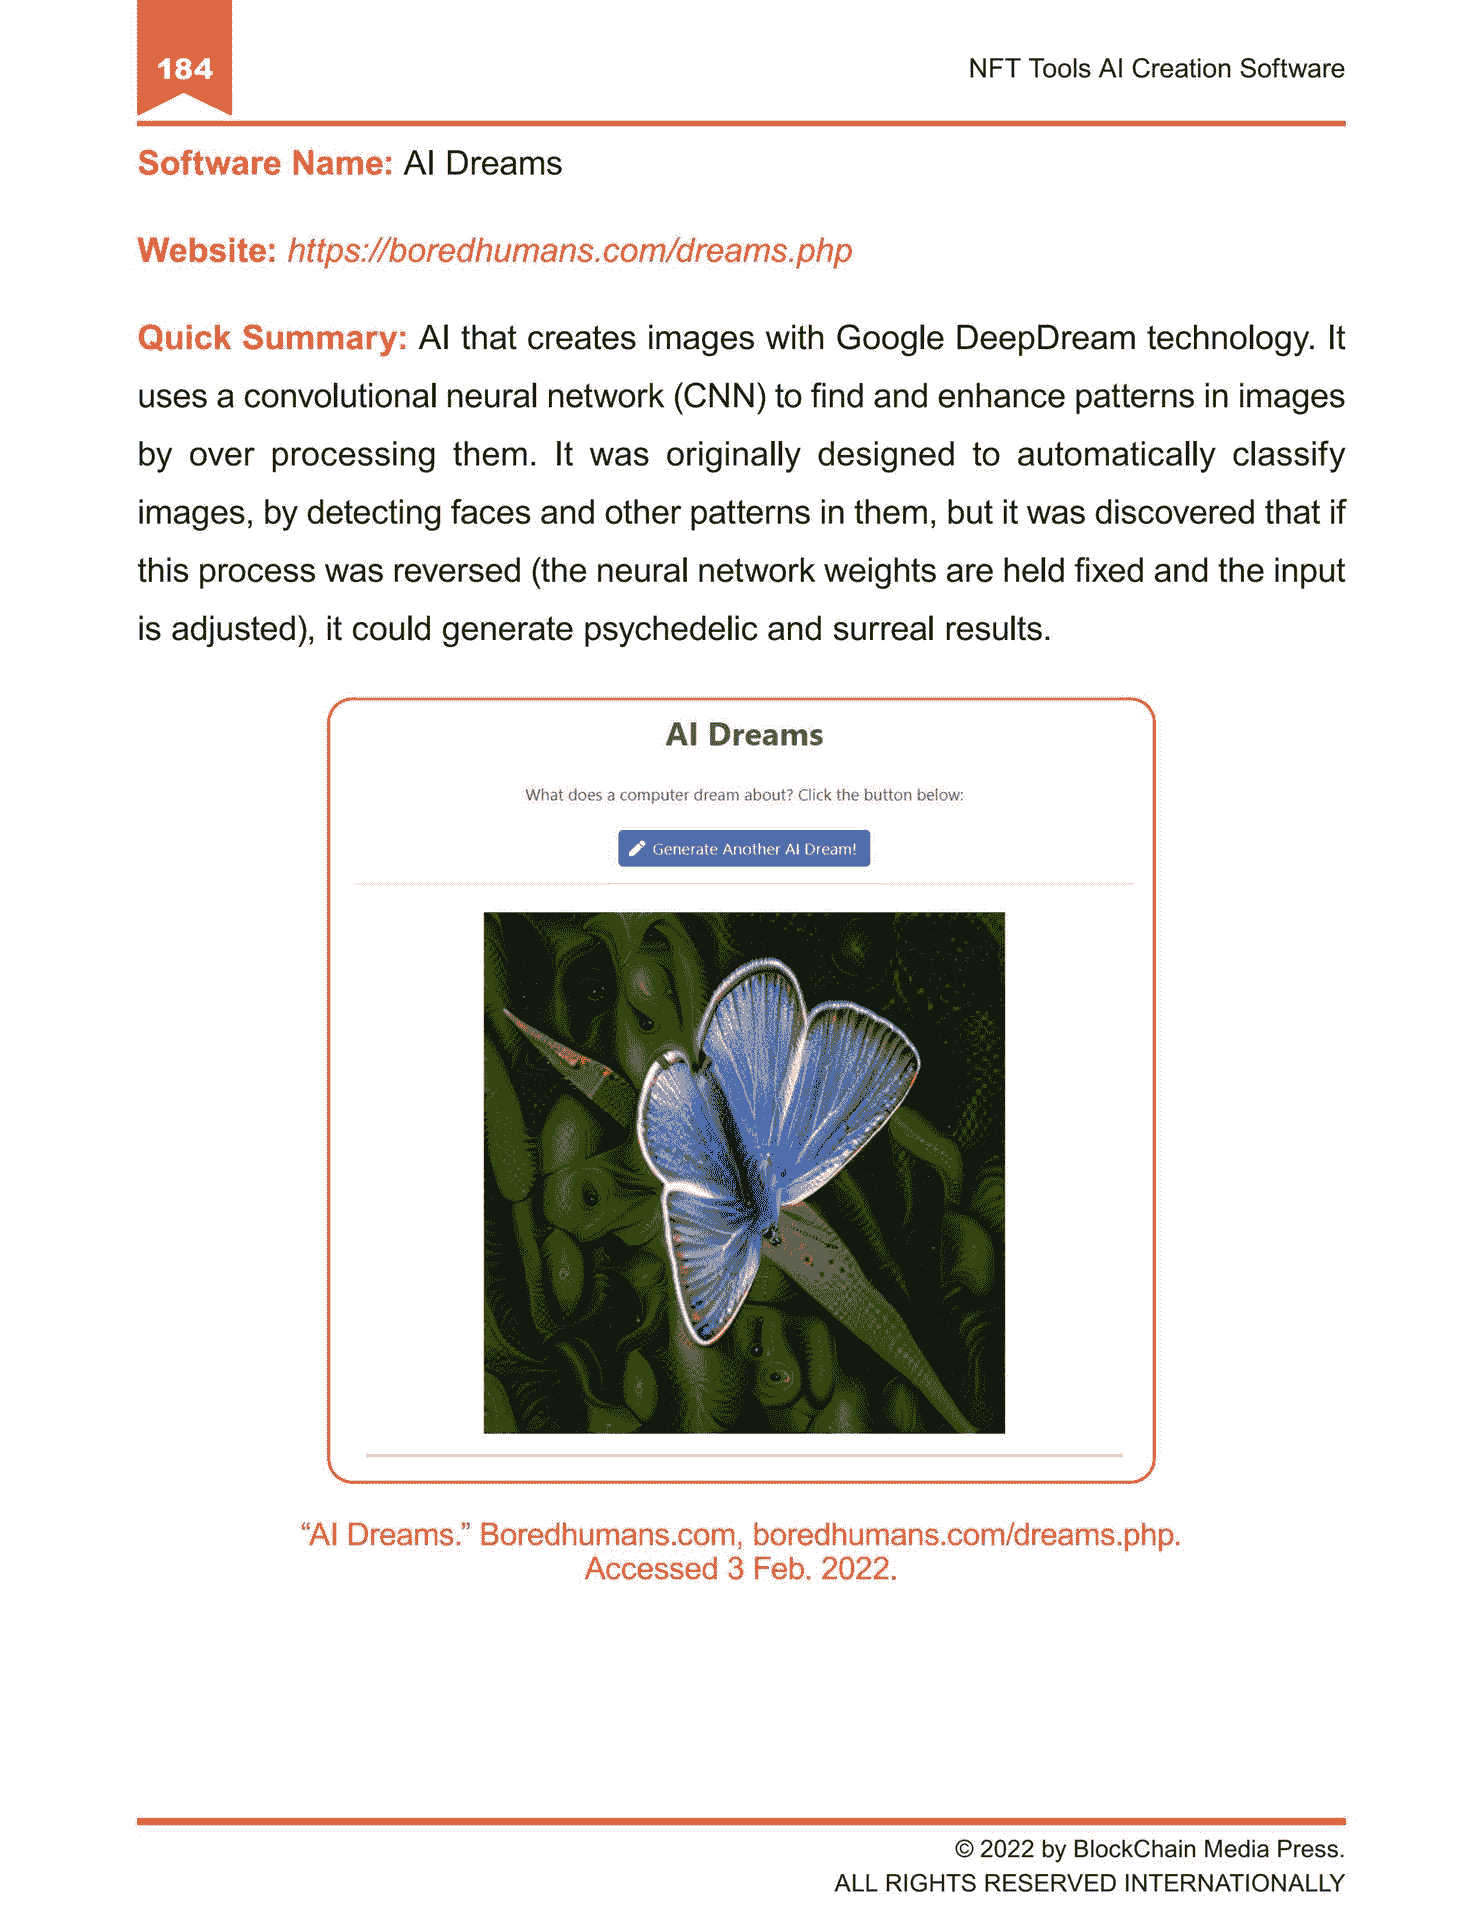 184
NFT Tools AI Creation Software
Software Name: AI Dreams
Website: https://boredhumans.com/dreams.php
Quick Summary: AI that creates images with Google DeepDream technology. It
uses a convolutional neural network (CNN) to find and enhance patterns in images
by over processing them. It was originally designed to automatically classify
images, by detecting faces and other patterns in them, but it was discovered that if
this process was reversed (the neural network weights are held fixed and the input
is adjusted), it could generate psychedelic and surreal results.
AI Dreams
What does a computer dream about? Click the button below:
Generate Another AI Dream!
“AI Dreams.” Boredhumans.com, boredhumans.com/dreams.php.
Accessed 3 Feb. 2022.
© 2022 by BlockChain Media Press.
ALL RIGHTS RESERVED INTERNATIONALLY